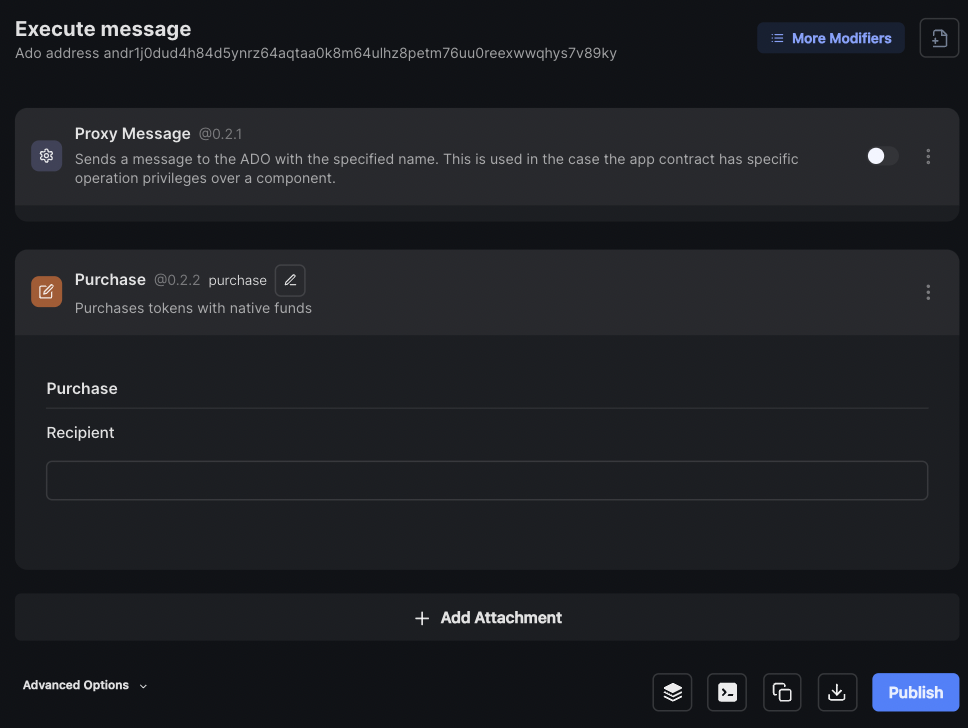 Execute message
Ado address andr1j0dud4h84d5ynrz64aqtaa0k8m64ulhz8petm76uu0reexwwqhys7v89ky
More Modifiers
Proxy Message @0.2.1
Sends a message to the ADO with the specified name. This is used in the case the app contract has specific
operation privileges over a component.
Purchase @0.2.2 purchase
Purchases tokens with native funds
Purchase
Recipient
Add Attachment
Advanced Options
Publish